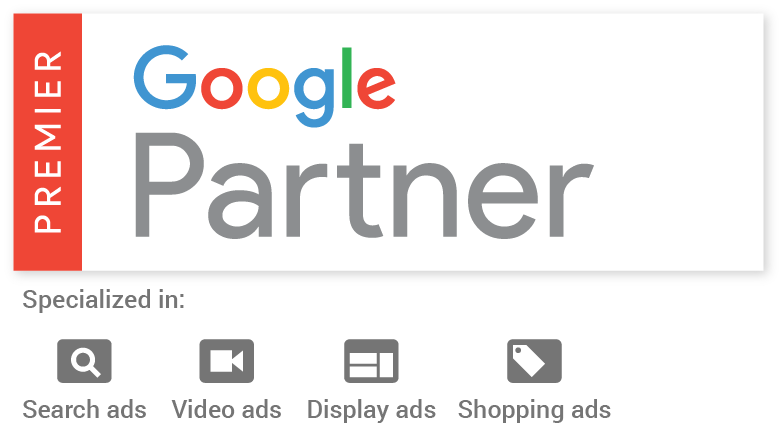 PREMIER
Google
Partner
Specialized in:
Search ads Video ads Display ads Shopping ads